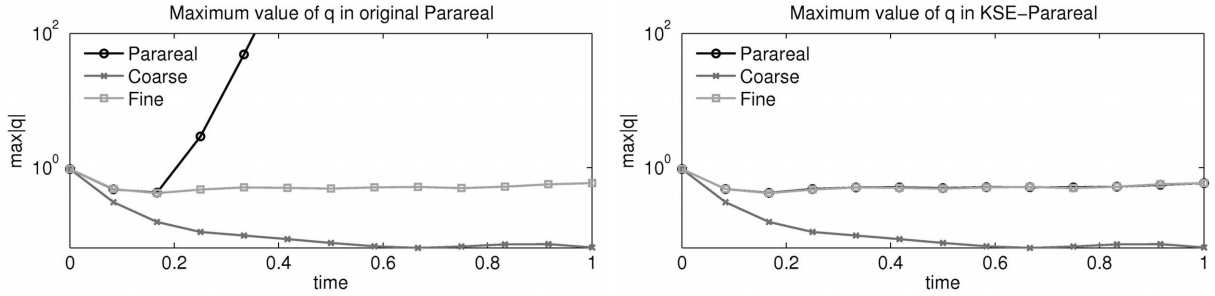 Maximum value of q in original Parareal
10^2
10^0
max|q|
Parareal
Coarse
Fine
0 0.2 0.4 0.6 0.8 1
time
Maximum value of q in KSE−Parareal
10^2
10^0
max|q|
Parareal
Coarse
Fine
0 0.2 0.4 0.6 0.8 1
time